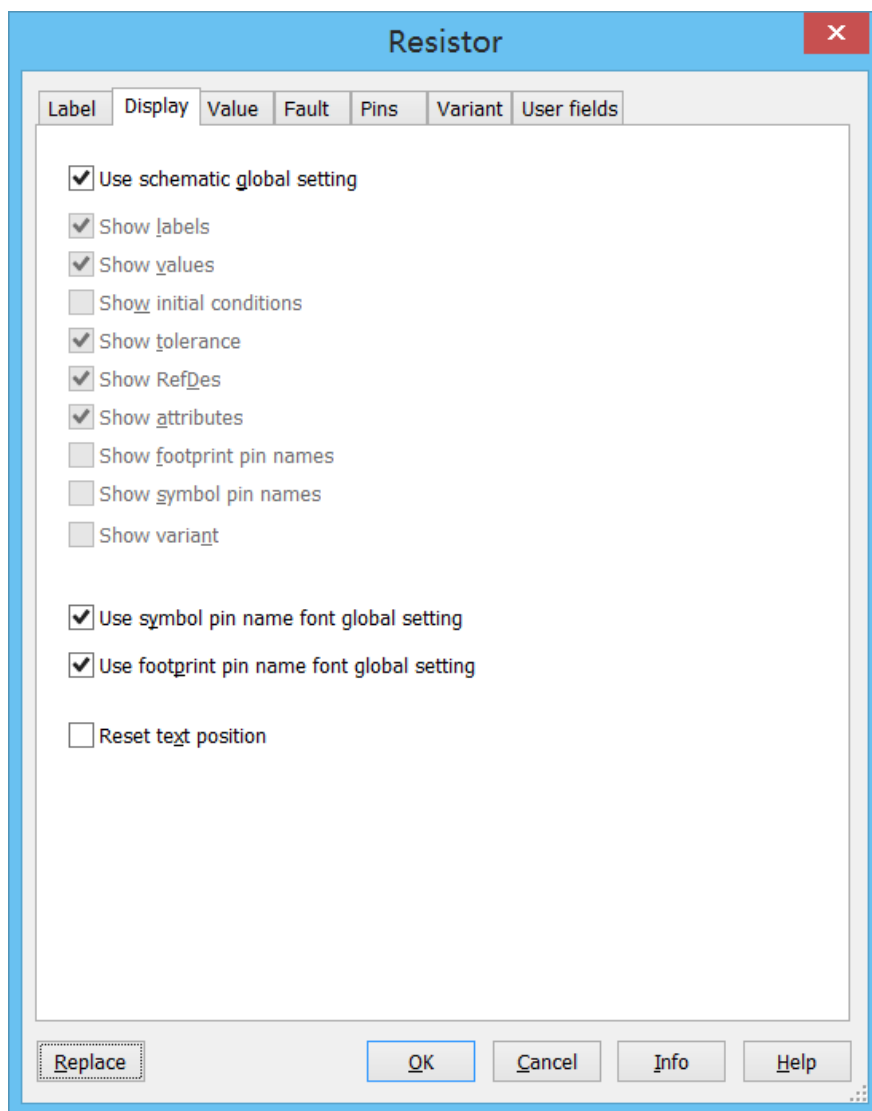 Resistor
Label Display Value Fault Pins Variant User fields
Use schematic global setting
Show labels
Show values
Show initial conditions
Show tolerance
Show RefDes
Show attributes
Show footprint pin names
Show symbol pin names
Show variant
Use symbol pin name font global setting
Use footprint pin name font global setting
Reset text position
Replace OK Cancel Info Help